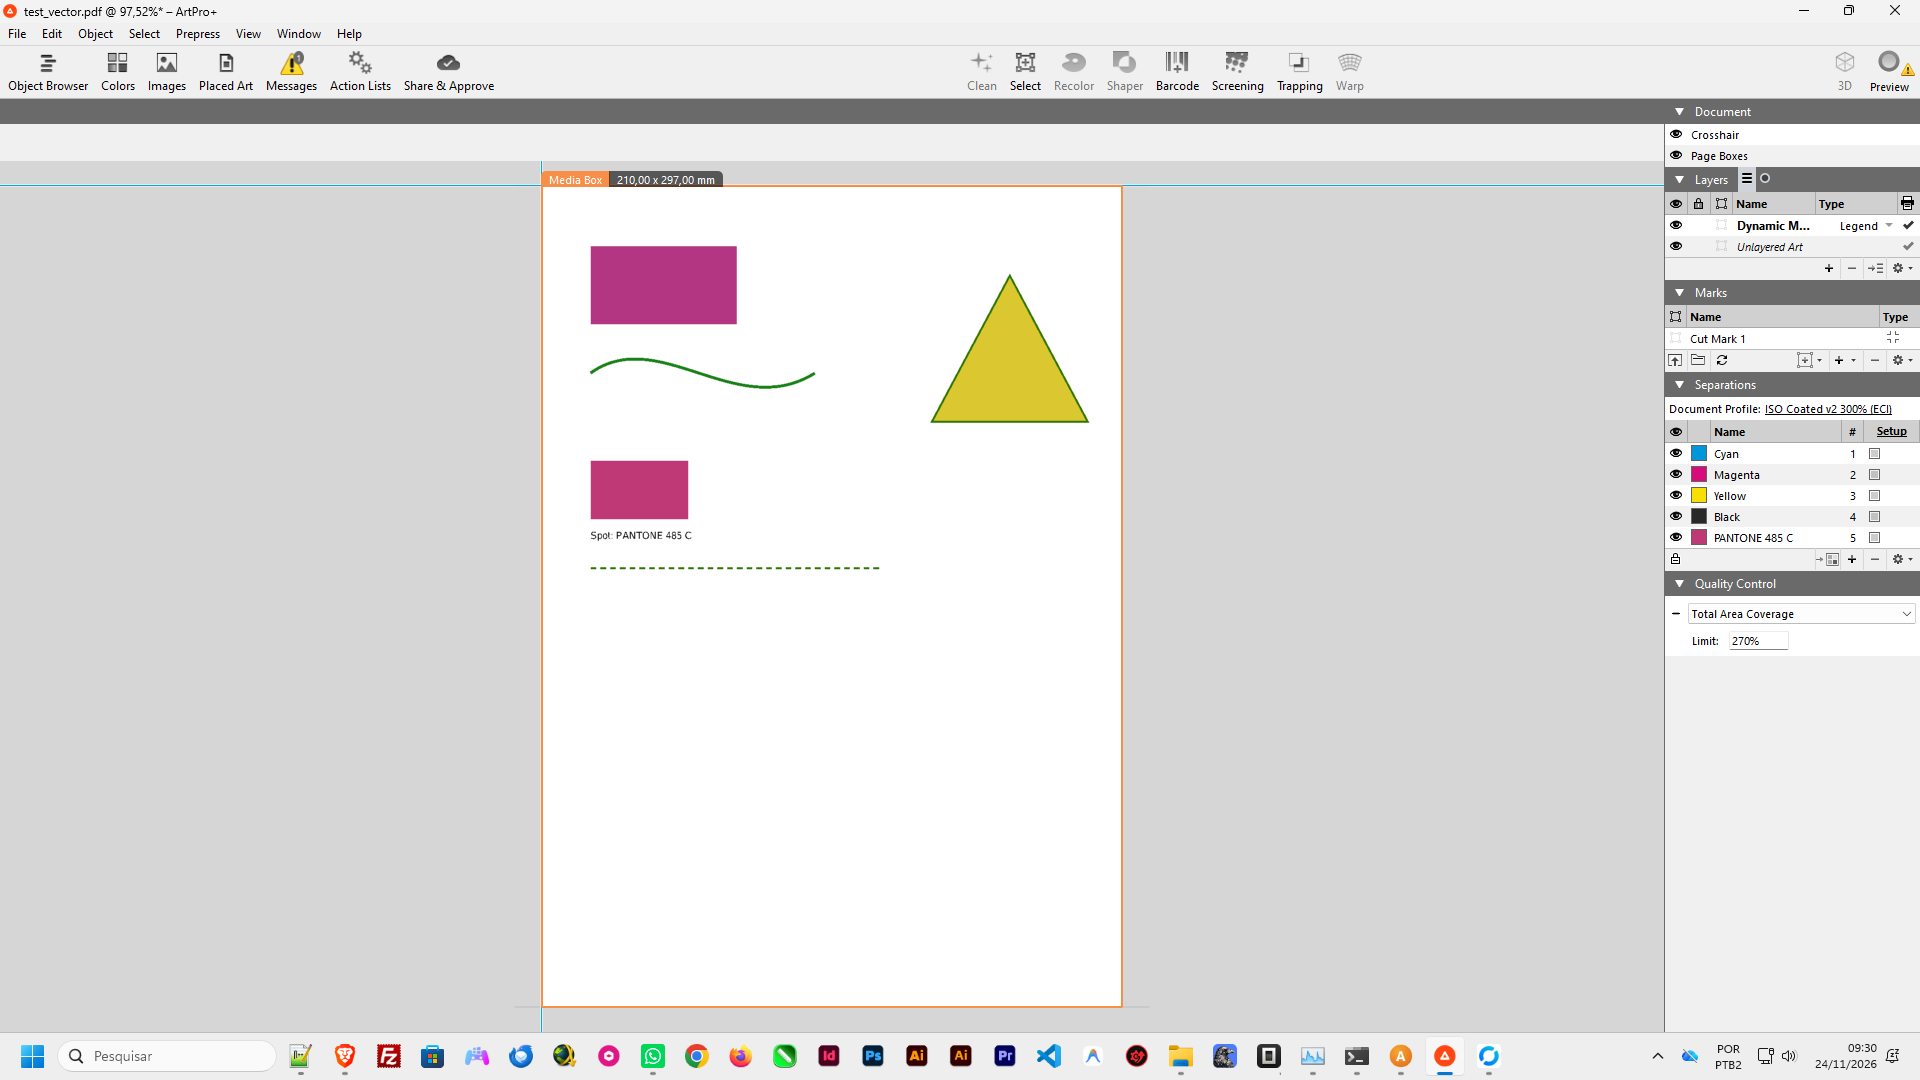 test_vector.pdf @ 97,52%* – ArtPro+
File Edit Object Select Prepress View Window Help
Object Browser Colors Images Placed Art Messages Action Lists Share & Approve Clean Select Recolor Shaper Barcode Screening Trapping Warp 3D Preview
Document
Crosshair
Page Boxes
Layers
Name Type
Dynamic M... Legend
Unlayered Art
Marks
Name Type
Cut Mark 1
Separations
Document Profile: ISO Coated v2 300% (ECI)
Name # Setup
Cyan 1
Magenta 2
Yellow 3
Black 4
PANTONE 485 C 5
Quality Control
Total Area Coverage
Limit: 270%
Media Box 210,00 x 297,00 mm
Spot: PANTONE 485 C
Pesquisar
Id Ps Ai Ai Pr
POR
PTB2
09:30
24/11/2026